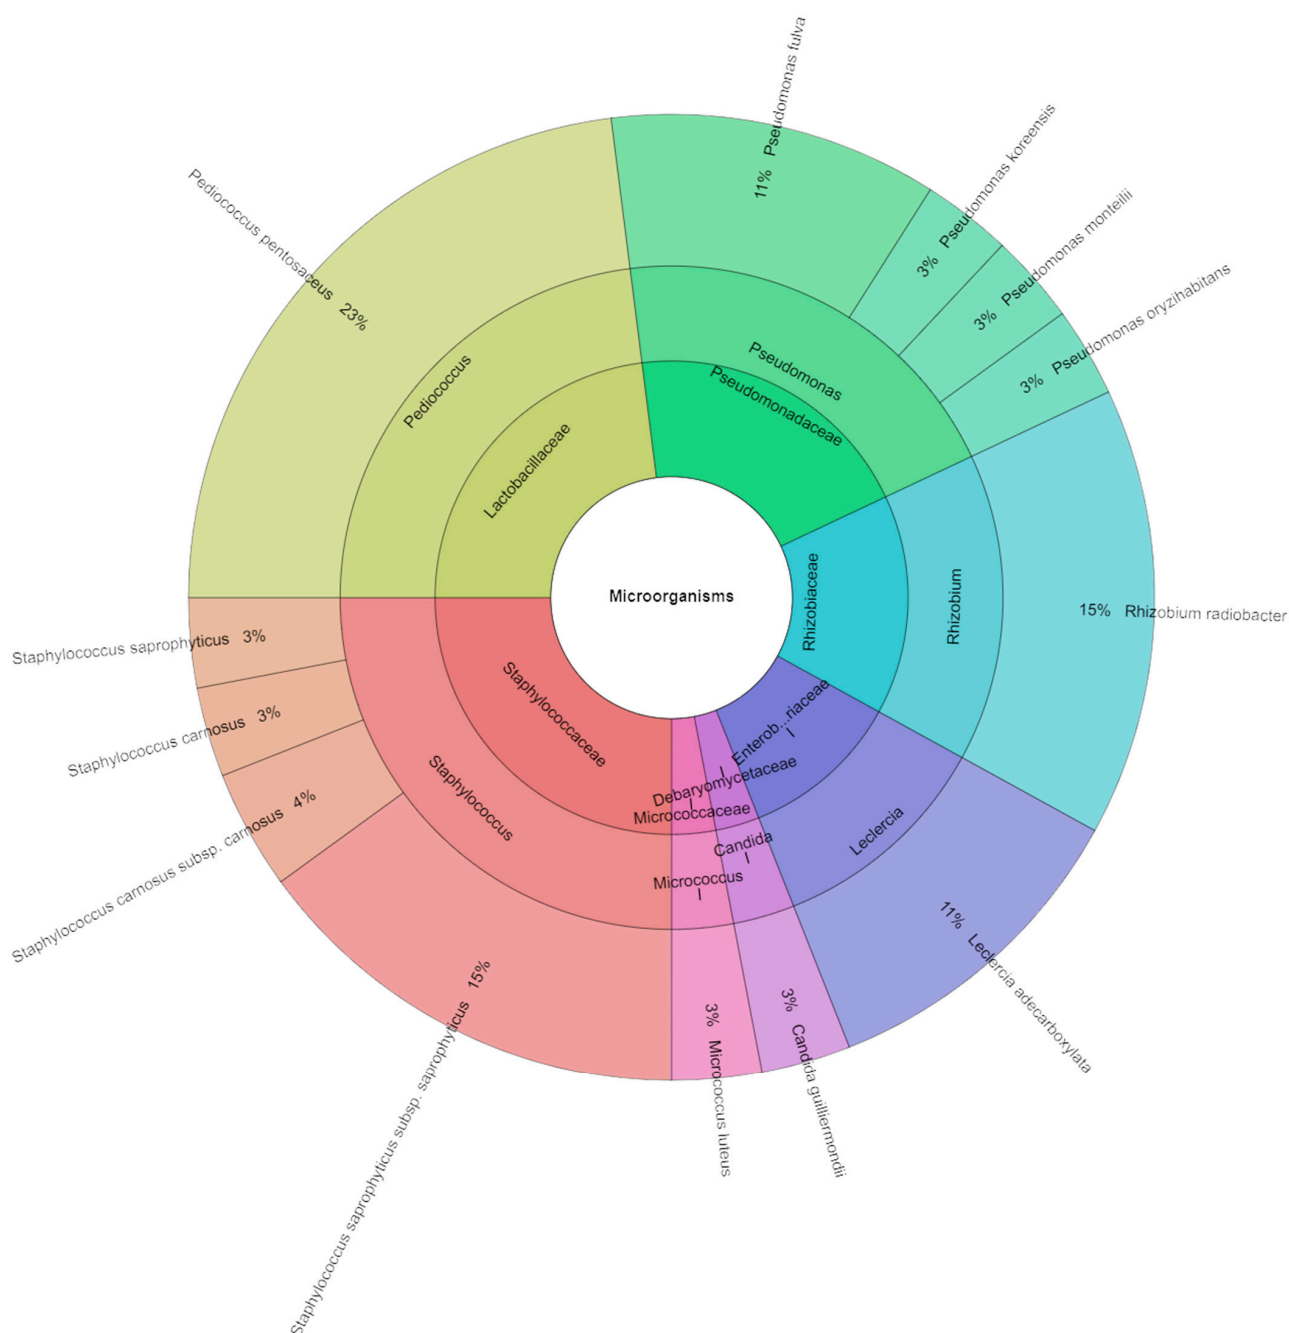 Microorganisms
Lactobacillaceae
Pediococcus
Pediococcus pentosaceus 23%
Pseudomonadaceae
Pseudomonas
11% Pseudomonas fulva
3% Pseudomonas koreensis
3% Pseudomonas monteilii
3% Pseudomonas oryzihabitans
Rhizobiaceae
Rhizobium
15% Rhizobium radiobacter
Enterob...riaceae
Leclercia
11% Leclercia adecarboxylata
Debaryomycetaceae
Candida
3% Candida guilliermondii
Micrococcaceae
Micrococcus
3% Micrococcus luteus
Staphylococcaceae
Staphylococcus
Staphylococcus saprophyticus subsp. saprophyticus 15%
Staphylococcus carnosus subsp. carnosus 4%
Staphylococcus carnosus 3%
Staphylococcus saprophyticus 3%